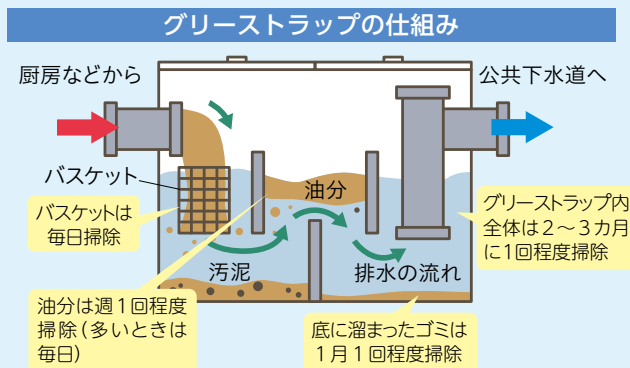 グリーストラップの仕組み
厨房などから
公共下水道へ
バスケット
油分
バスケットは
毎日掃除
グリーストラップ内
全体は2〜3カ月
に1回程度掃除
汚泥
排水の流れ
油分は週1回程度
掃除(多いときは
毎日)
底に溜まったゴミは
1月1回程度掃除